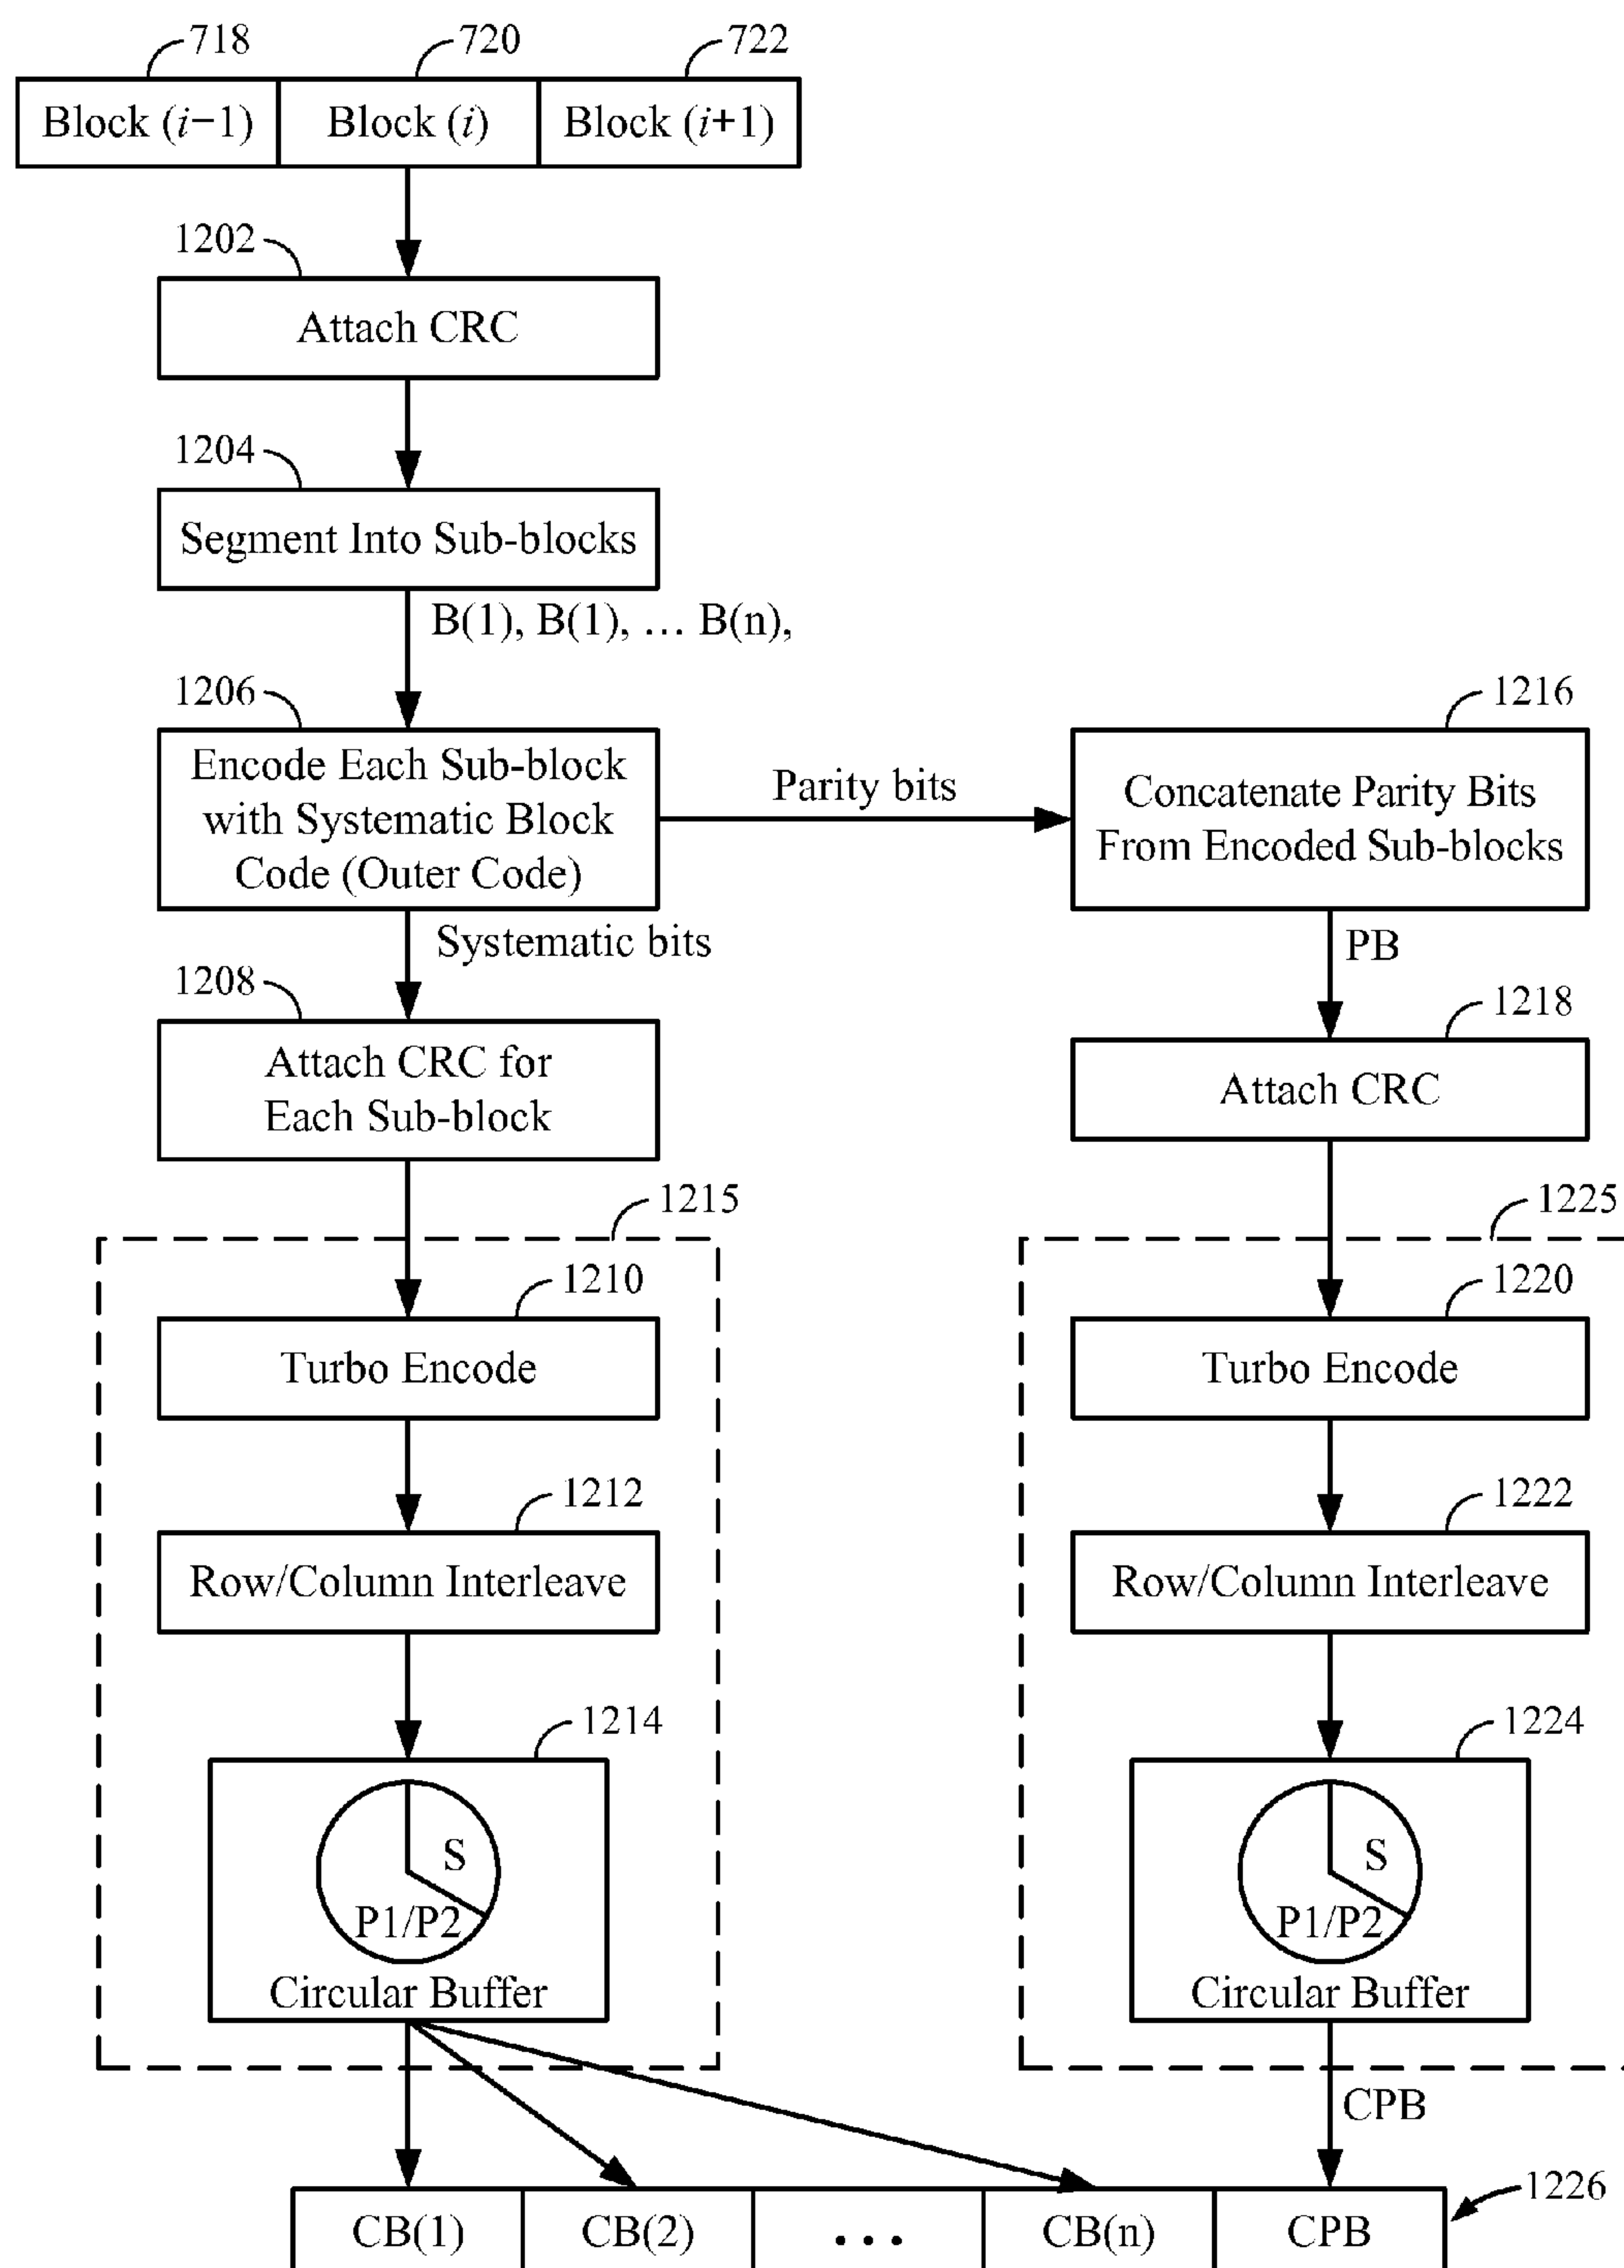 718
720
722
Block (i−1)
Block (i)
Block (i+1)
1202
Attach CRC
1204
Segment Into Sub-blocks
B(1), B(1), … B(n),
1206
Encode Each Sub-block
with Systematic Block
Code (Outer Code)
Parity bits
1216
Concatenate Parity Bits
From Encoded Sub-blocks
Systematic bits
PB
1208
Attach CRC for
Each Sub-block
1218
Attach CRC
1215
1225
1210
Turbo Encode
1220
Turbo Encode
1212
Row/Column Interleave
1222
Row/Column Interleave
1214
S
P1/P2
Circular Buffer
1224
S
P1/P2
Circular Buffer
CPB
1226
CB(1)
CB(2)
...
CB(n)
CPB